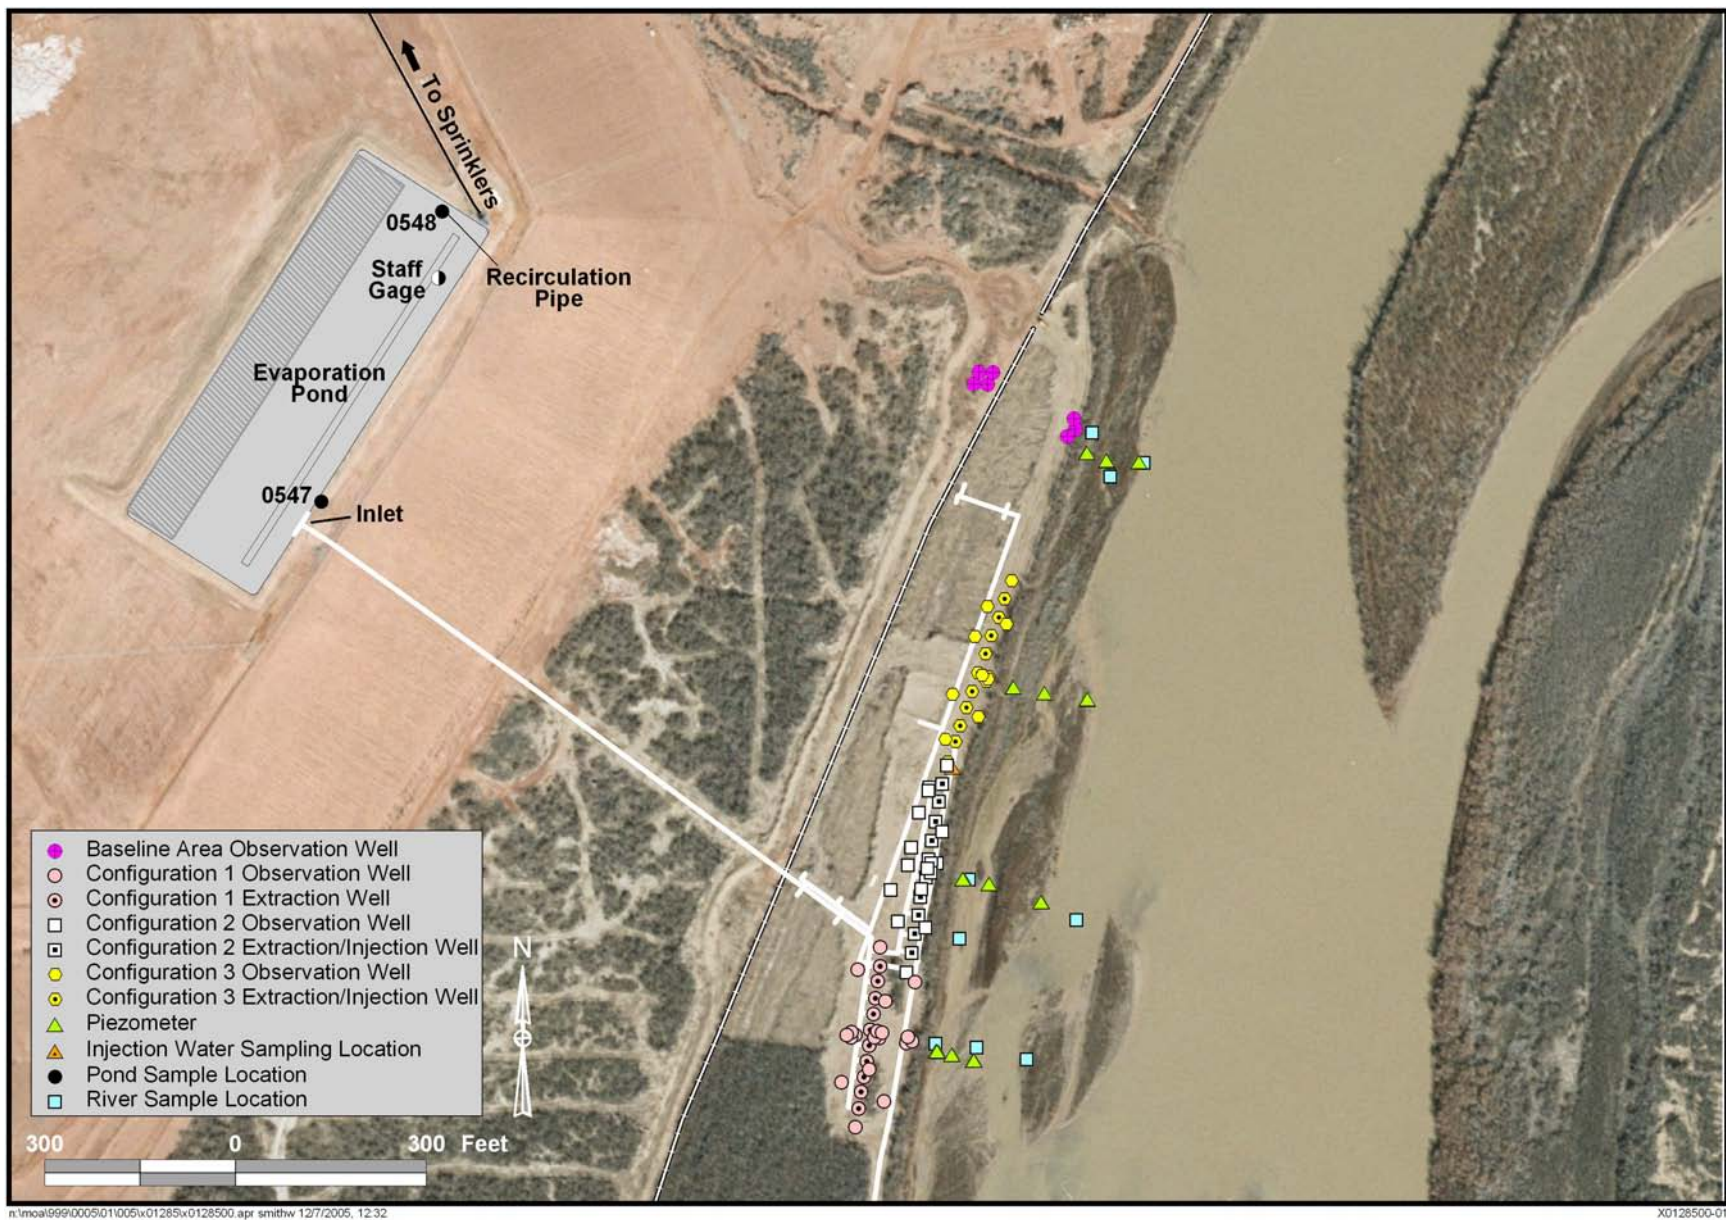 To Sprinklers
0548
Staff
Gage
Recirculation
Pipe
Evaporation
Pond
0547
Inlet
Baseline Area Observation Well
Configuration 1 Observation Well
Configuration 1 Extraction Well
Configuration 2 Observation Well
Configuration 2 Extraction/Injection Well
Configuration 3 Observation Well
Configuration 3 Extraction/Injection Well
Piezometer
Injection Water Sampling Location
Pond Sample Location
River Sample Location
N
300 0 300 Feet
n:\moa\999\0005\01\005\x01285\x0128500.apr smithw 12/7/2005, 12:32
X0128500-01